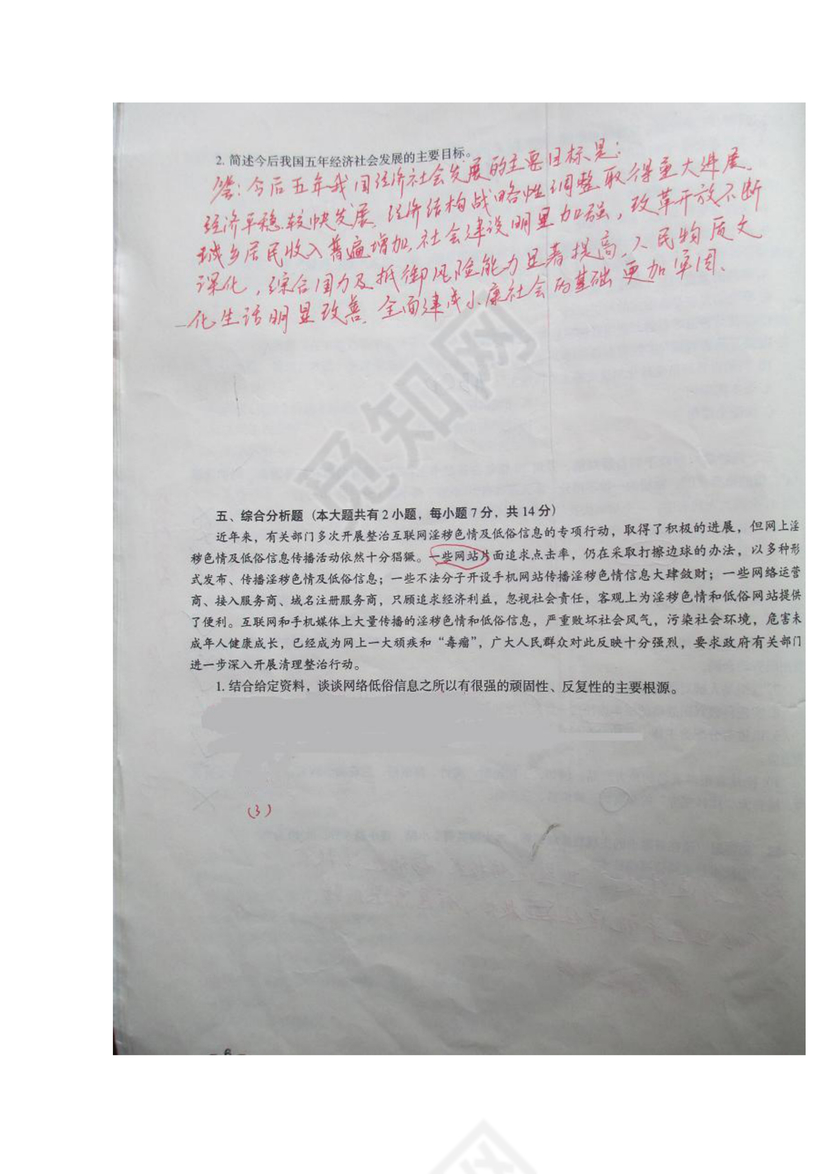 2. 简述今后我国五年经济社会发展的主要目标。
答:今后五年我国经济社会发展的主要目标是:
经济平稳较快发展、经济结构战略性调整取得重大进展、
城乡居民收入普遍增加、社会建设明显加强,改革开放不断
深化,综合国力及抵御风险能力显著提高、人民物质文
化生活明显改善、全面建成小康社会的基础更加牢固、
五、综合分析题(本大题共有2小题,每小题7分,共14分)
近年来,有关部门多次开展整治互联网淫秽色情及低俗信息的专项行动,取得了积极的进展,但网上淫
秽色情及低俗信息传播活动依然十分猖獗。一些网站片面追求点击率,仍在采取打擦边球的办法,以多种形
式发布、传播淫秽色情及低俗信息;一些不法分子开设手机网站传播淫秽色情信息大肆敛财;一些网络运营
商、接入服务商、域名注册服务商,只顾追求经济利益,忽视社会责任,客观上为淫秽色情和低俗网站提供
了便利。互联网和手机媒体上大量传播的淫秽色情和低俗信息,严重败坏社会风气,污染社会环境,危害未
成年人健康成长,已经成为网上一大顽疾和“毒瘤”,广大人民群众对此反映十分强烈,要求政府有关部门
进一步深入开展清理整治行动。
1. 结合给定资料,谈谈网络低俗信息之所以有很强的顽固性、反复性的主要根源。
(3)
— 6 —
觅知网